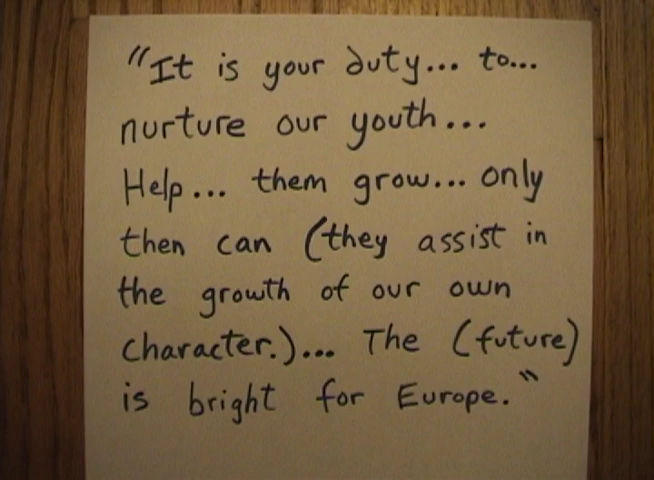 "It is your duty... to...
nurture our youth...
Help... them grow... only
then can (they assist in
the growth of our own
character.)... The (future)
is bright for Europe."